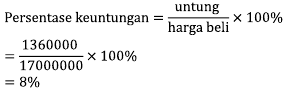 Persentase keuntungan = untung / harga beli × 100%
= 1360000 / 17000000 × 100%
= 8%